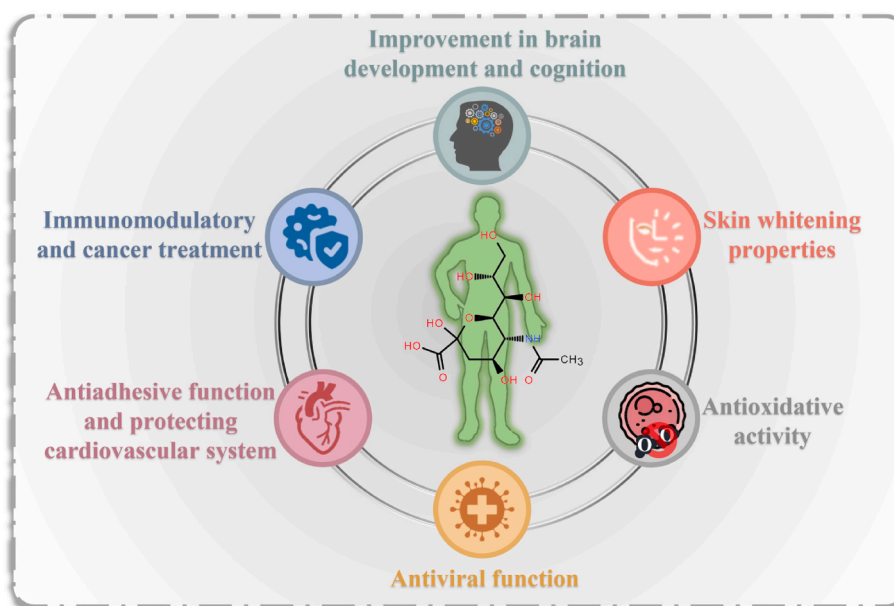 Improvement in brain
development and cognition
Immunomodulatory
and cancer treatment
Skin whitening
properties
HO
HO
OH
HO
O
NH
HO
O
OH
O
CH3
Antiadhesive function
and protecting
cardiovascular system
Antioxidative
activity
Antiviral function